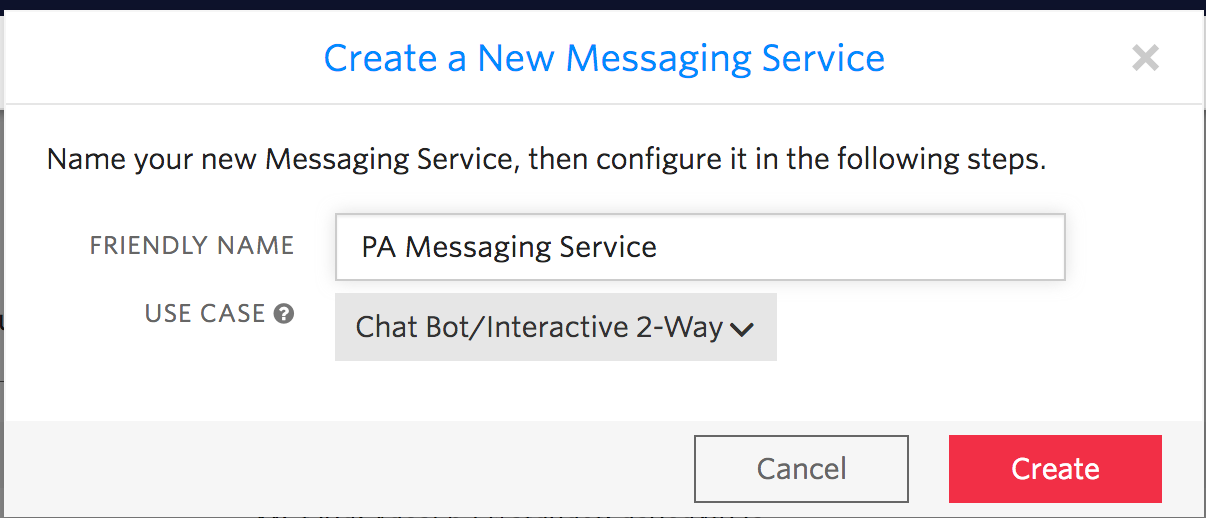 Create a New Messaging Service
Name your new Messaging Service, then configure it in the following steps.
FRIENDLY NAME PA Messaging Service
USE CASE Chat Bot/Interactive 2-Way
Cancel Create